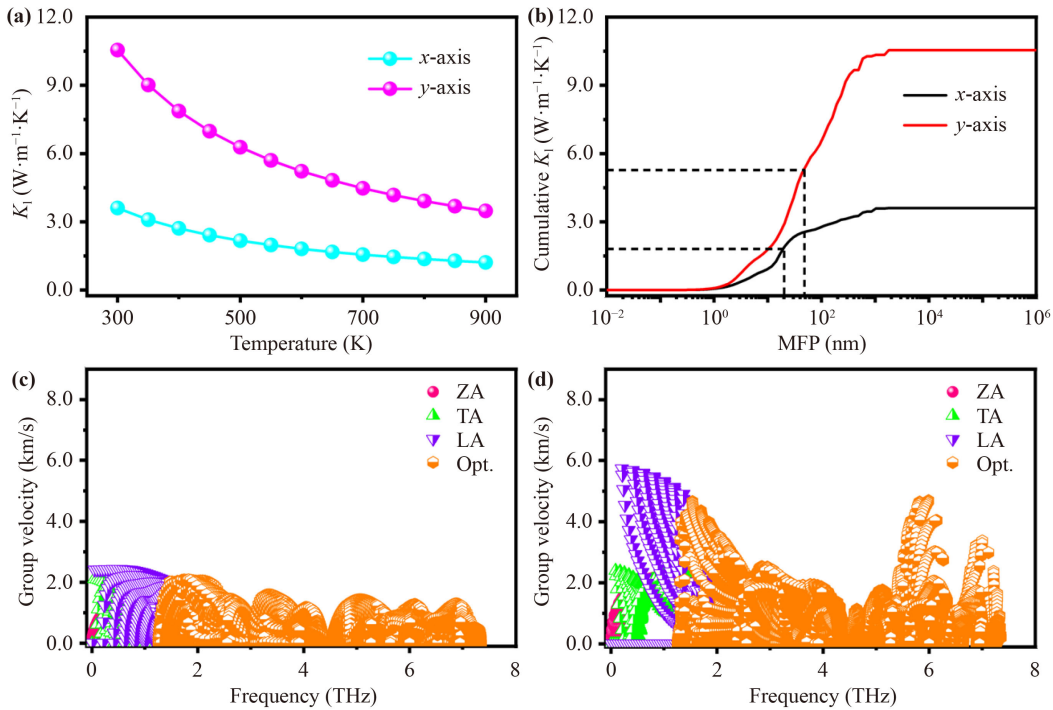 (a)
12.0
9.0
6.0
3.0
0.0
K₁ (W·m⁻¹·K⁻¹)
x-axis
y-axis
300
500
700
900
Temperature (K)
(b)
12.0
9.0
6.0
3.0
0.0
Cumulative K₁ (W·m⁻¹·K⁻¹)
x-axis
y-axis
10⁻²
10⁰
10²
10⁴
10⁶
MFP (nm)
(c)
8.0
6.0
4.0
2.0
0.0
Group velocity (km/s)
ZA
TA
LA
Opt.
0
2
4
6
8
Frequency (THz)
(d)
8.0
6.0
4.0
2.0
0.0
Group velocity (km/s)
ZA
TA
LA
Opt.
0
2
4
6
8
Frequency (THz)